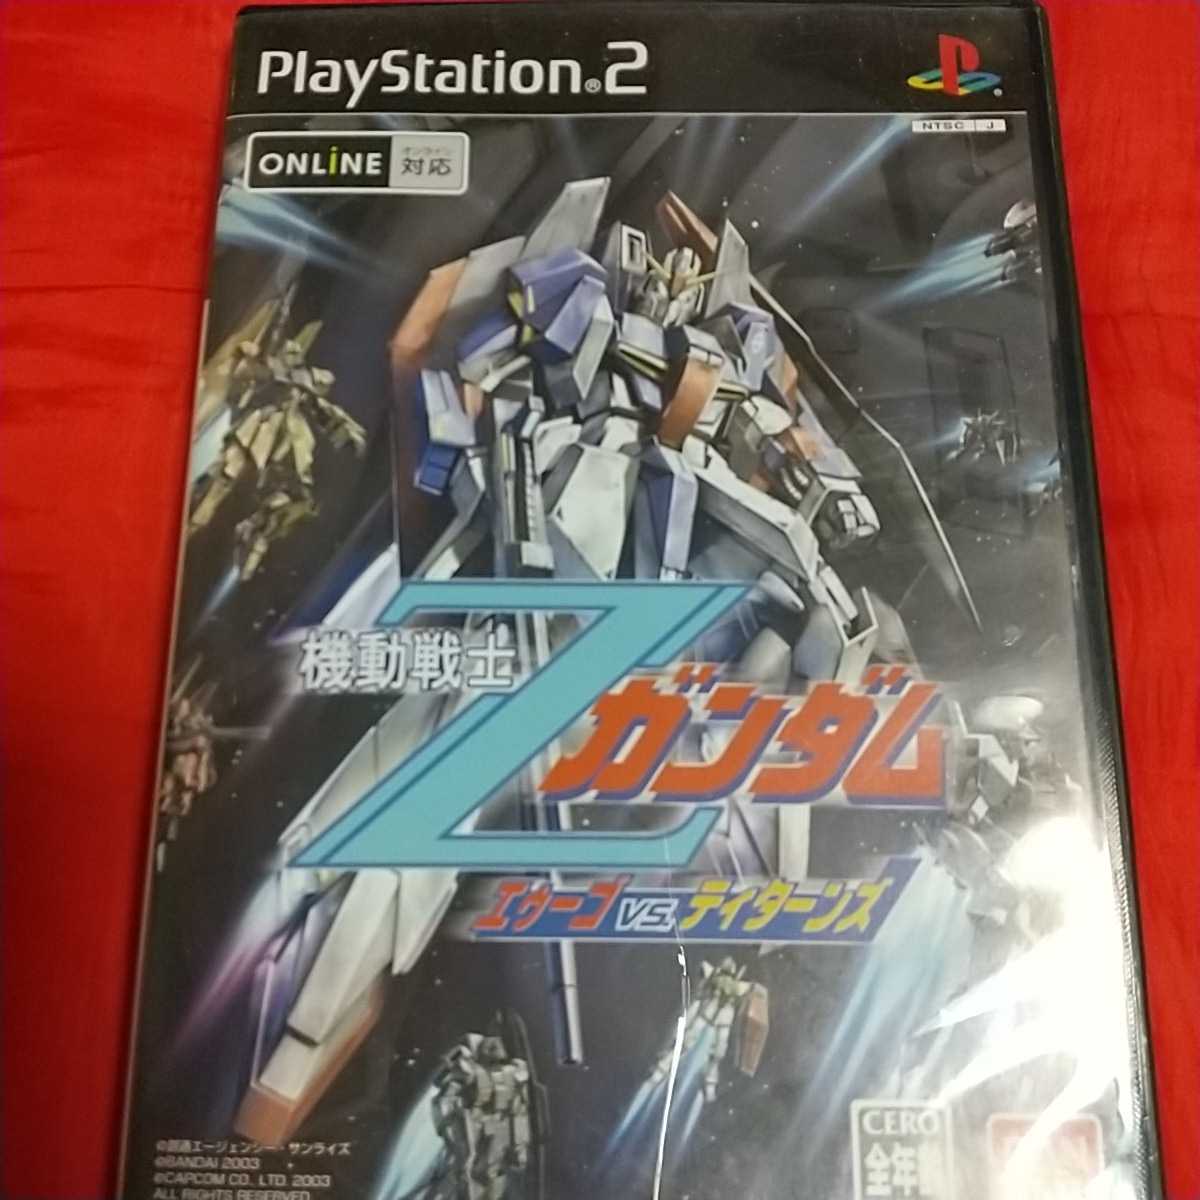 PlayStation®2
NTSC J
ONLiNE
オンライン
対応
機動戦士
Z
ガンダム
エゥーゴ VS. ティターンズ
©創通エージェンシー・サンライズ
©BANDAI 2003
©CAPCOM CO., LTD. 2003
ALL RIGHTS RESERVED
CERO
全年